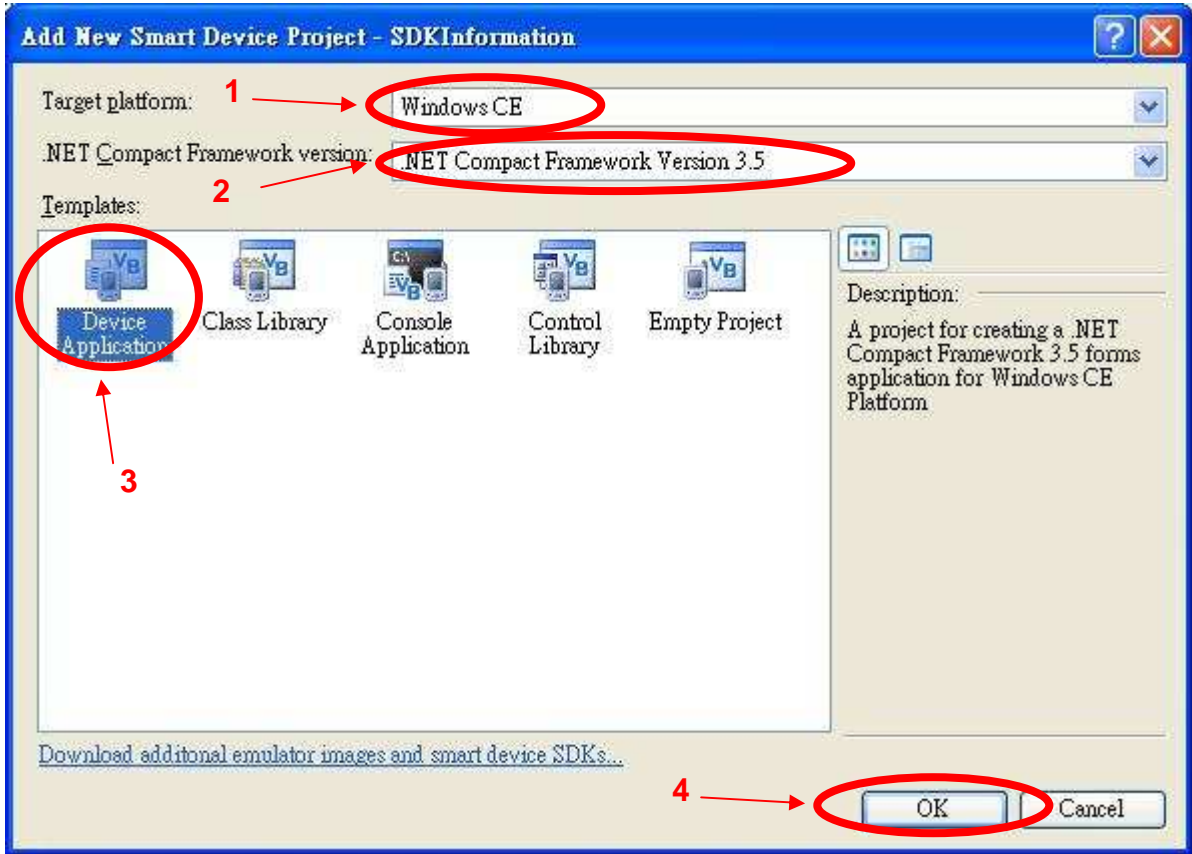 Add New Smart Device Project - SDKInformation
Target platform:
1
Windows CE
.NET Compact Framework version:
.NET Compact Framework Version 3.5
2
Templates:
Device Application
Class Library
Console Application
Control Library
Empty Project
Description:
A project for creating a .NET
Compact Framework 3.5 forms
application for Windows CE
Platform
3
Download additonal emulator images and smart device SDKs...
4
OK
Cancel